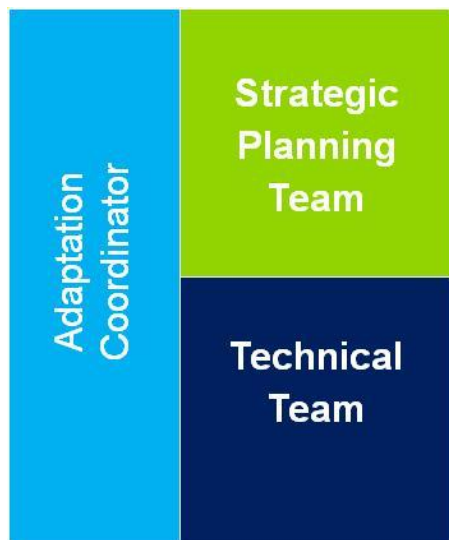 Adaptation
Coordinator
Strategic
Planning
Team
Technical
Team